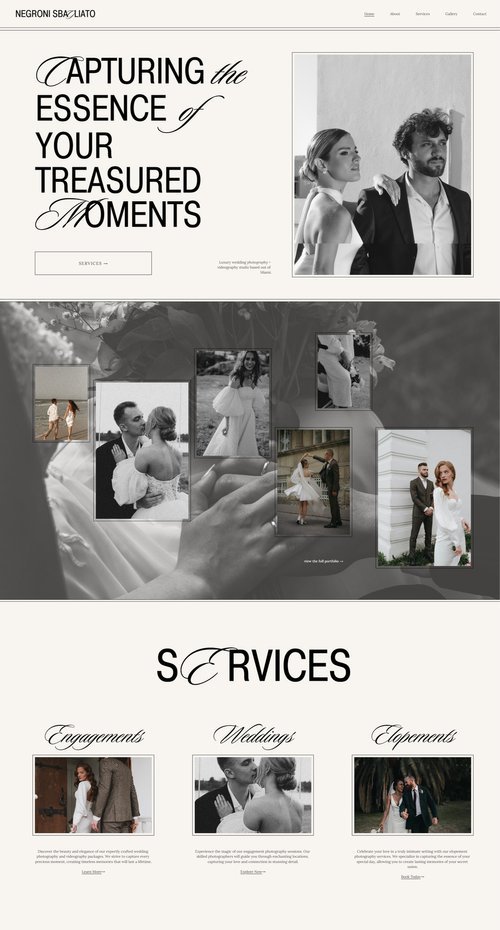 NEGRONI SBAGLIATO
Home About Services Gallery Contact
CAPTURING the
ESSENCE of
YOUR
TREASURED
MOMENTS
SERVICES →
Luxury wedding photography +
videography studio based out of
Miami.
view the full portfolio →
SERVICES
Engagements
Weddings
Elopements
Discover the beauty and elegance of our expertly crafted wedding
photography and videography packages. We strive to capture every
precious moment, creating timeless memories that will last a lifetime.
Learn More→
Experience the magic of our engagement photography sessions. Our
skilled photographers will guide you through enchanting locations,
capturing your love and connection in stunning detail.
Explore Now→
Celebrate your love in a truly intimate setting with our elopement
photography services. We specialize in capturing the essence of your
special day, allowing you to create lasting memories of your secret
union.
Book Today→